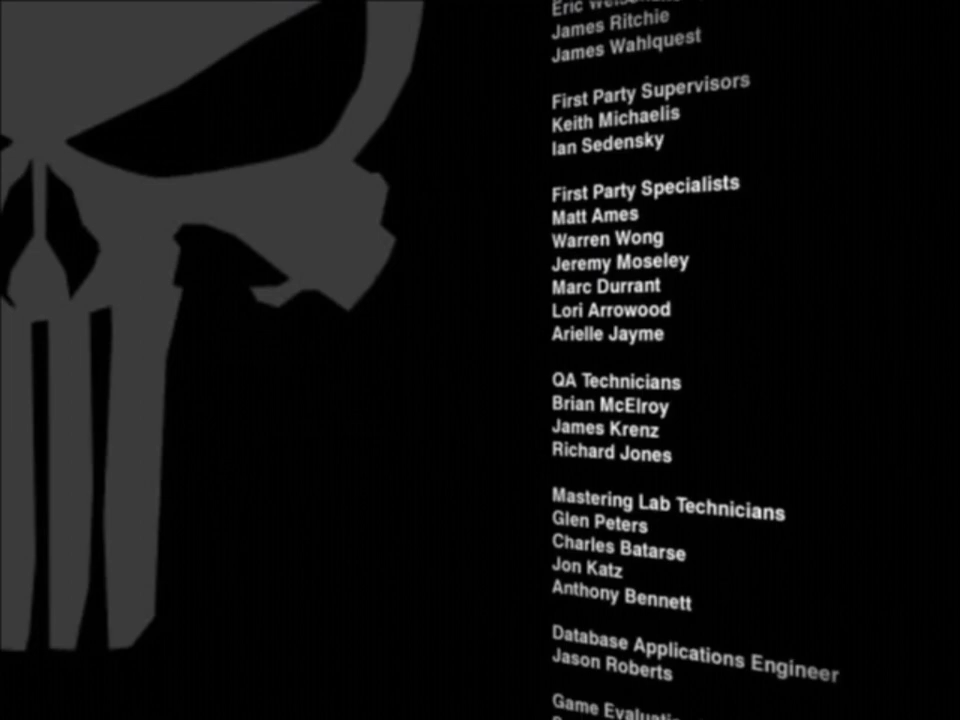 Eric
James Ritchie
James Wahlquest
First Party Supervisors
Keith Michaelis
Ian Sedensky
First Party Specialists
Matt Ames
Warren Wong
Jeremy Moseley
Marc Durrant
Lori Arrowood
Arielle Jayme
QA Technicians
Brian McElroy
James Krenz
Richard Jones
Mastering Lab Technicians
Glen Peters
Charles Batarse
Jon Katz
Anthony Bennett
Database Applications Engineer
Jason Roberts
Game